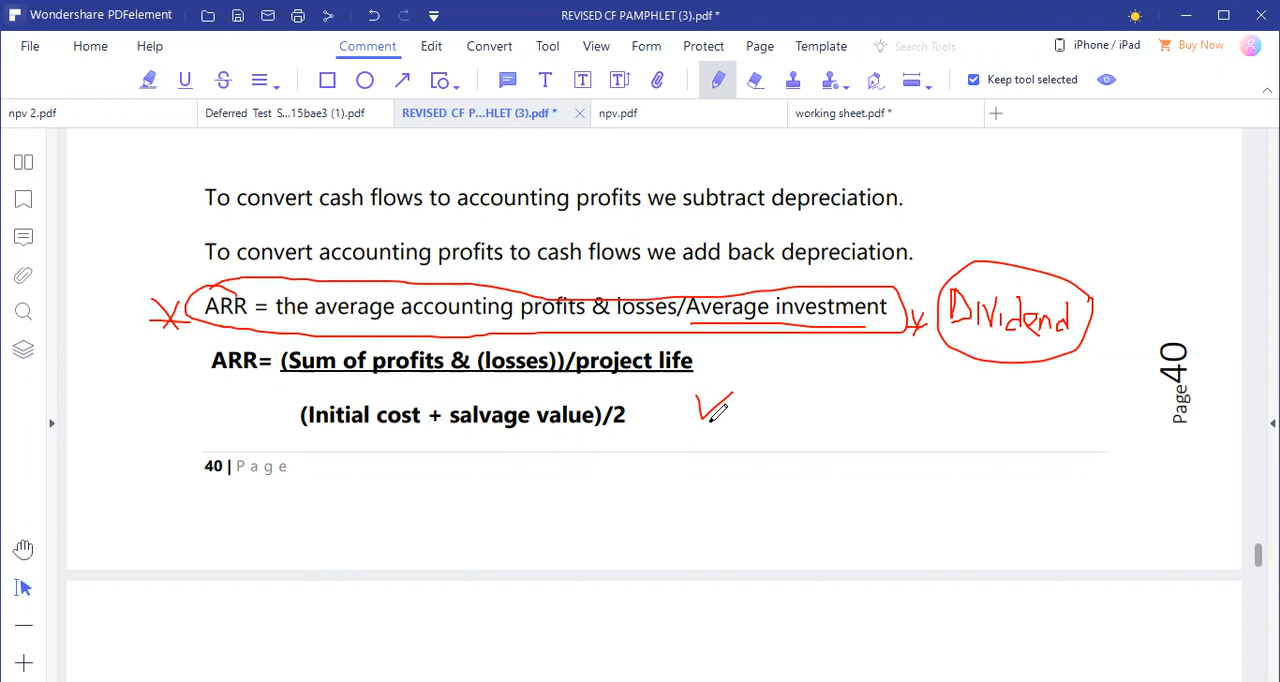 Wondershare PDFelement
REVISED CF PAMPHLET (3).pdf *
File Home Help Comment Edit Convert Tool View Form Protect Page Template Search Tools iPhone / iPad Buy Now
Keep tool selected
npv 2.pdf Deferred Test S...15bae3 (1).pdf REVISED CF P...HLET (3).pdf * npv.pdf working sheet.pdf *
To convert cash flows to accounting profits we subtract depreciation.
To convert accounting profits to cash flows we add back depreciation.
ARR = the average accounting profits & losses/Average investment
Dividend
ARR= (Sum of profits & (losses))/project life
(Initial cost + salvage value)/2
Page40
40 | Page